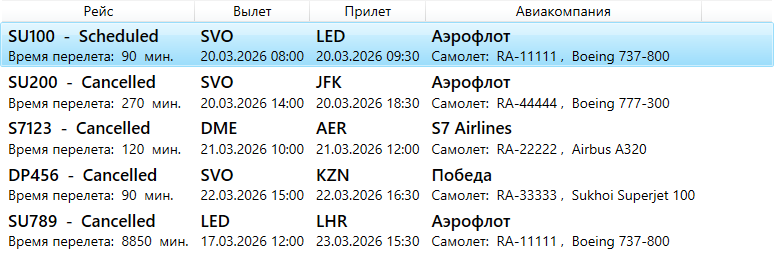 Рейс Вылет Прилет Авиакомпания
SU100 - Scheduled SVO LED Аэрофлот
Время перелета: 90 мин. 20.03.2026 08:00 20.03.2026 09:30 Самолет: RA-11111 , Boeing 737-800
SU200 - Cancelled SVO JFK Аэрофлот
Время перелета: 270 мин. 20.03.2026 14:00 20.03.2026 18:30 Самолет: RA-44444 , Boeing 777-300
S7123 - Cancelled DME AER S7 Airlines
Время перелета: 120 мин. 21.03.2026 10:00 21.03.2026 12:00 Самолет: RA-22222 , Airbus A320
DP456 - Cancelled SVO KZN Победа
Время перелета: 90 мин. 22.03.2026 15:00 22.03.2026 16:30 Самолет: RA-33333 , Sukhoi Superjet 100
SU789 - Cancelled LED LHR Аэрофлот
Время перелета: 8850 мин. 17.03.2026 12:00 23.03.2026 15:30 Самолет: RA-11111 , Boeing 737-800